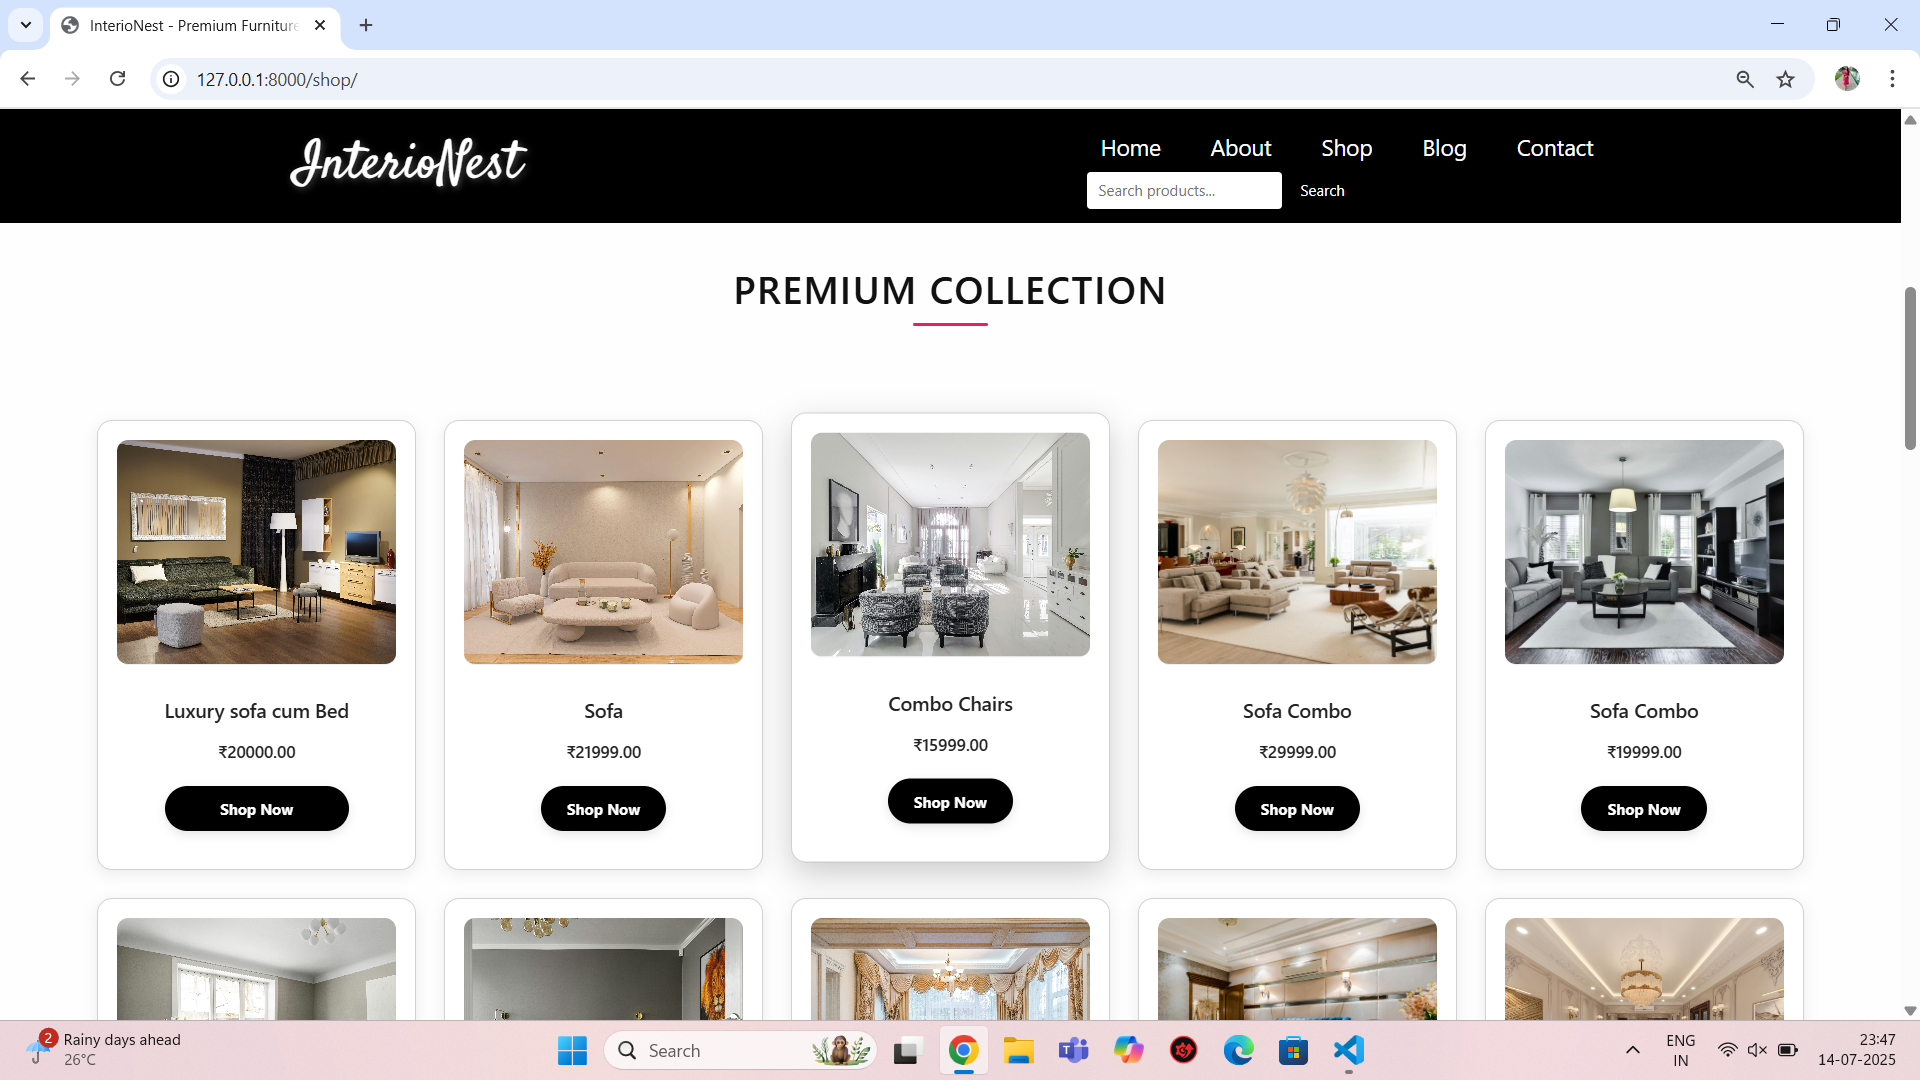 InterioNest - Premium Furniture
127.0.0.1:8000/shop/
InterioNest
Home About Shop Blog Contact
Search products... Search
PREMIUM COLLECTION
Luxury sofa cum Bed
₹20000.00
Shop Now
Sofa
₹21999.00
Shop Now
Combo Chairs
₹15999.00
Shop Now
Sofa Combo
₹29999.00
Shop Now
Sofa Combo
₹19999.00
Shop Now
2
Rainy days ahead
26°C
Search
ENG
IN
23:47
14-07-2025